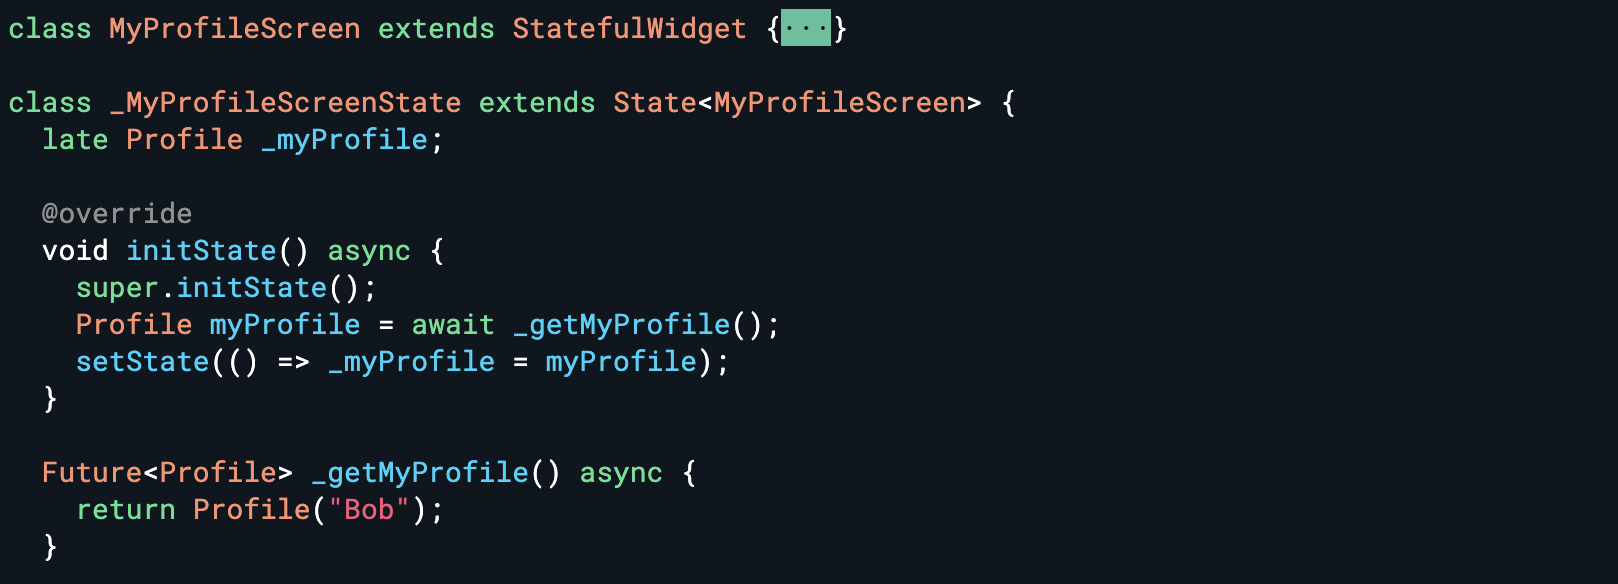 class MyProfileScreen extends StatefulWidget {...}
class _MyProfileScreenState extends State<MyProfileScreen> {
late Profile _myProfile;
@override
void initState() async {
super.initState();
Profile myProfile = await _getMyProfile();
setState(() => _myProfile = myProfile);
}
Future<Profile> _getMyProfile() async {
return Profile("Bob");
}